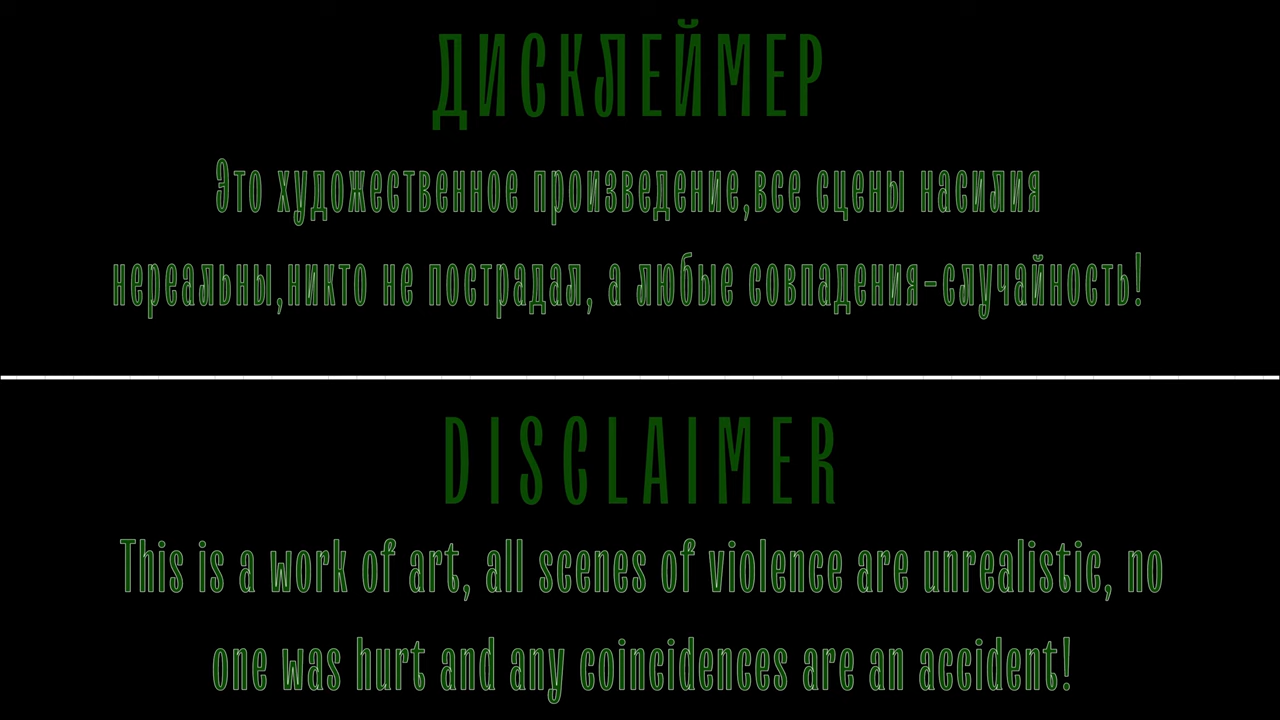 ДИСКЛЕЙМЕР
Это художественное произведение,все сцены насилия
нереальны,никто не пострадал, а любые совпадения-случайность!
DISCLAIMER
This is a work of art, all scenes of violence are unrealistic, no
one was hurt and any coincidences are an accident!